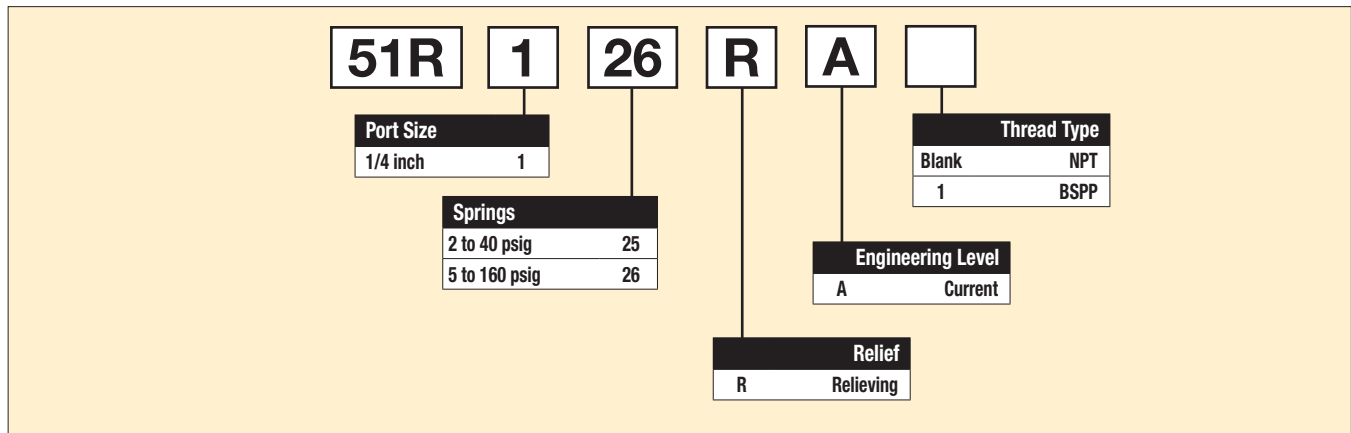 51R 1 26 R A
Port Size
1/4 inch 1
Thread Type
Blank NPT
1 BSPP
Springs
2 to 40 psig 25
5 to 160 psig 26
Engineering Level
A Current
Relief
R Relieving